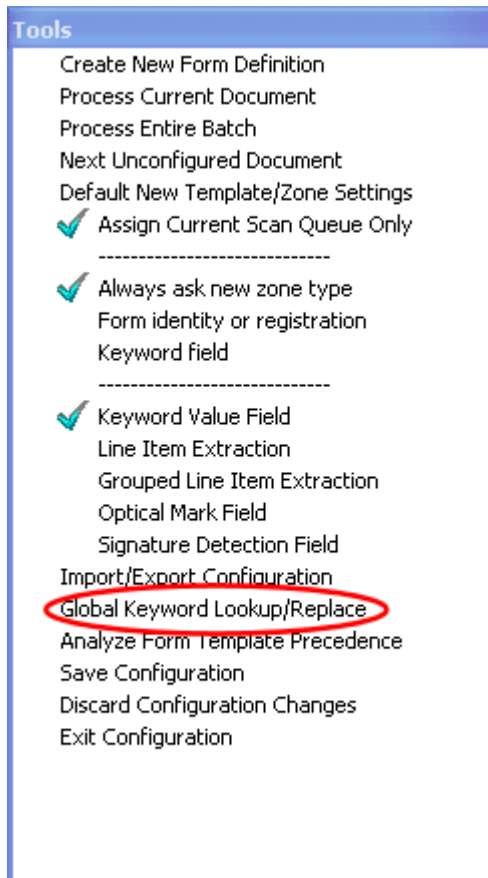 Tools
Create New Form Definition
Process Current Document
Process Entire Batch
Next Unconfigured Document
Default New Template/Zone Settings
Assign Current Scan Queue Only
----------------------------
Always ask new zone type
Form identity or registration
Keyword field
----------------------------
Keyword Value Field
Line Item Extraction
Grouped Line Item Extraction
Optical Mark Field
Signature Detection Field
Import/Export Configuration
Global Keyword Lookup/Replace
Analyze Form Template Precedence
Save Configuration
Discard Configuration Changes
Exit Configuration